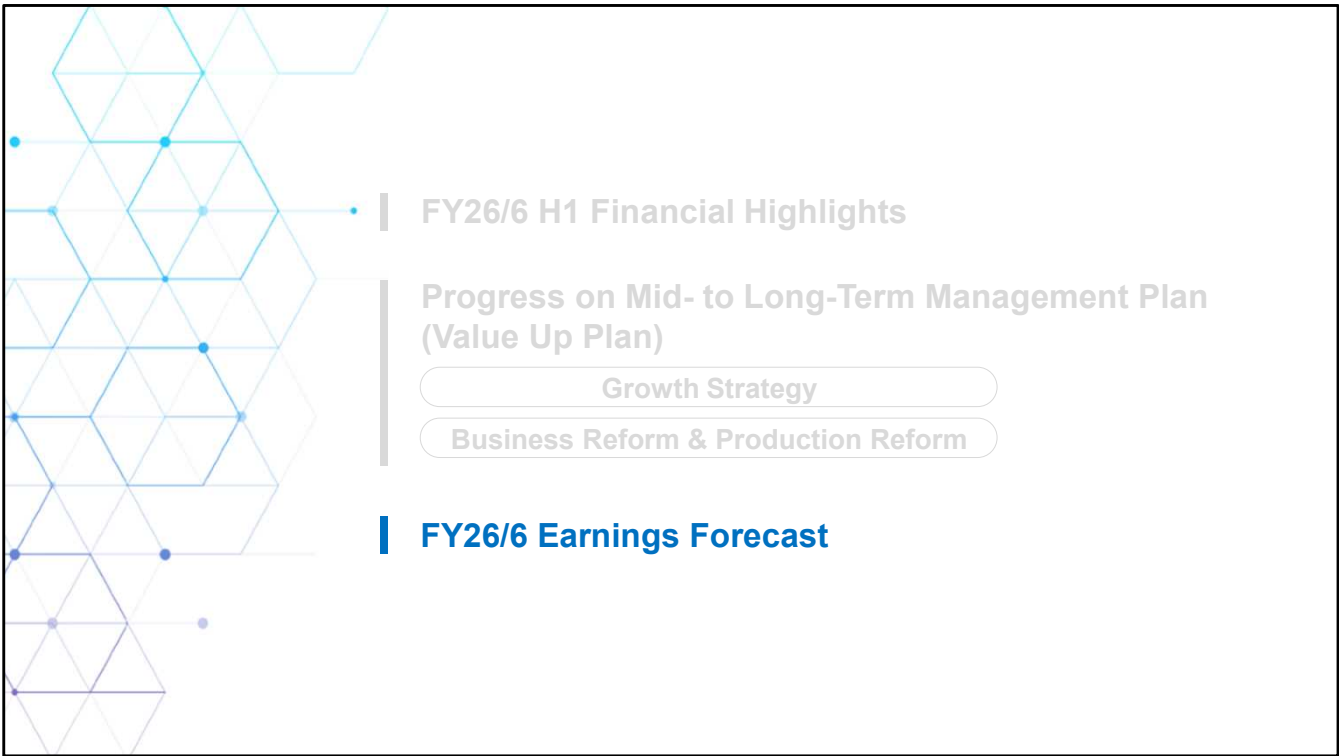 FY26/6 H1 Financial Highlights
Progress on Mid- to Long-Term Management Plan
(Value Up Plan)
Growth Strategy
Business Reform & Production Reform
FY26/6 Earnings Forecast